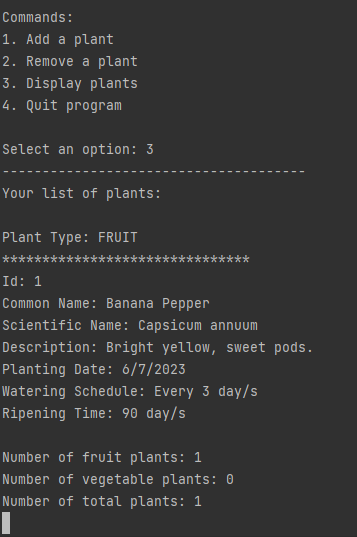 Commands:
1. Add a plant
2. Remove a plant
3. Display plants
4. Quit program
Select an option: 3
--------------------------------------
Your list of plants:
Plant Type: FRUIT
*******************************
Id: 1
Common Name: Banana Pepper
Scientific Name: Capsicum annuum
Description: Bright yellow, sweet pods.
Planting Date: 6/7/2023
Watering Schedule: Every 3 day/s
Ripening Time: 90 day/s
Number of fruit plants: 1
Number of vegetable plants: 0
Number of total plants: 1